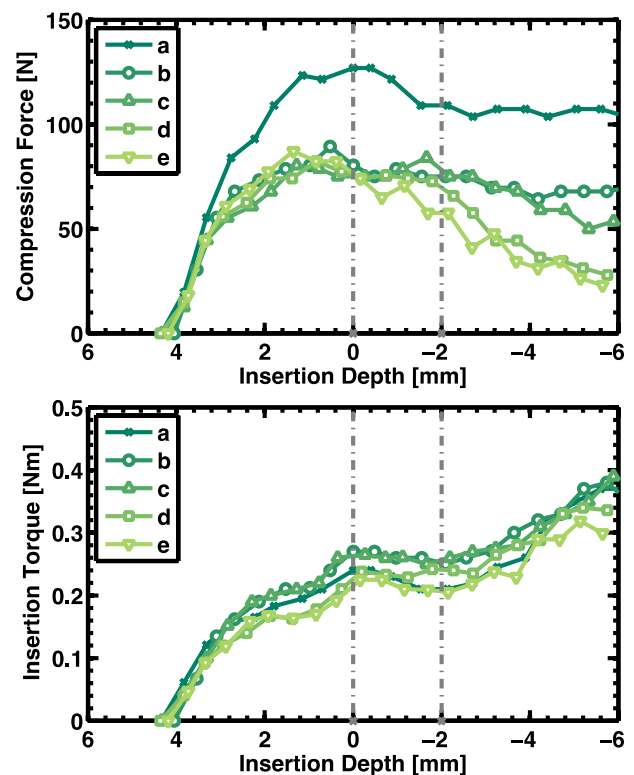 Compression Force [N]
150
100
50
0
a
b
c
d
e
6 4 2 0 −2 −4 −6
Insertion Depth [mm]
Insertion Torque [Nm]
0.5
0.4
0.3
0.2
0.1
0
a
b
c
d
e
6 4 2 0 −2 −4 −6
Insertion Depth [mm]